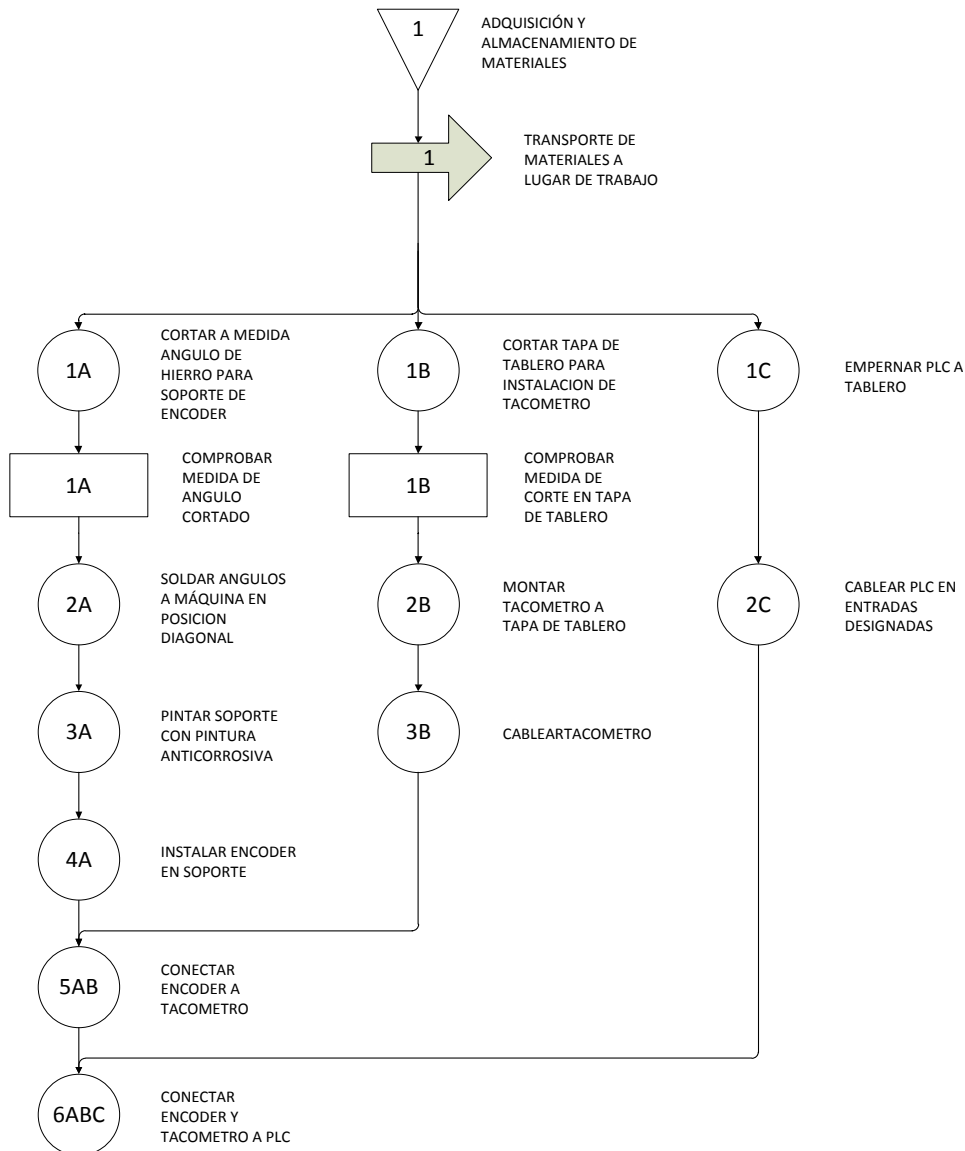 1
ADQUISICIÓN Y
ALMACENAMIENTO DE
MATERIALES
1
TRANSPORTE DE
MATERIALES A
LUGAR DE TRABAJO
1A
CORTAR A MEDIDA
ANGULO DE
HIERRO PARA
SOPORTE DE
ENCODER
1B
CORTAR TAPA DE
TABLERO PARA
INSTALACION DE
TACOMETRO
1C
EMPERNAR PLC A
TABLERO
1A
COMPROBAR
MEDIDA DE
ANGULO
CORTADO
1B
COMPROBAR
MEDIDA DE
CORTE EN TAPA
DE TABLERO
2A
SOLDAR ANGULOS
A MÁQUINA EN
POSICION
DIAGONAL
2B
MONTAR
TACOMETRO A
TAPA DE TABLERO
2C
CABLEAR PLC EN
ENTRADAS
DESIGNADAS
3A
PINTAR SOPORTE
CON PINTURA
ANTICORROSIVA
3B
CABLEARTACOMETRO
4A
INSTALAR ENCODER
EN SOPORTE
5AB
CONECTAR
ENCODER A
TACOMETRO
6ABC
CONECTAR
ENCODER Y
TACOMETRO A PLC